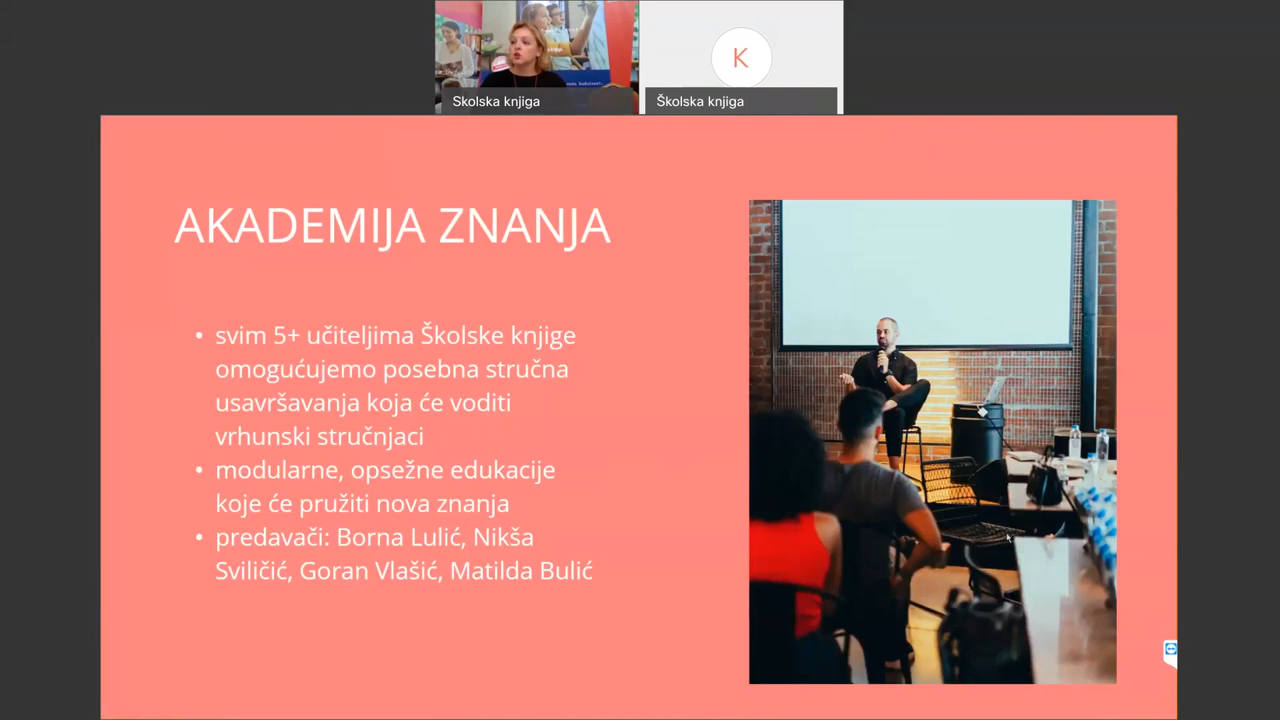 Skolska knjiga
K
Školska knjiga
AKADEMIJA ZNANJA
• svim 5+ učiteljima Školske knjige
omogućujemo posebna stručna
usavršavanja koja će voditi
vrhunski stručnjaci
• modularne, opsežne edukacije
koje će pružiti nova znanja
• predavači: Borna Lulić, Nikša
Sviličić, Goran Vlašić, Matilda Bulić